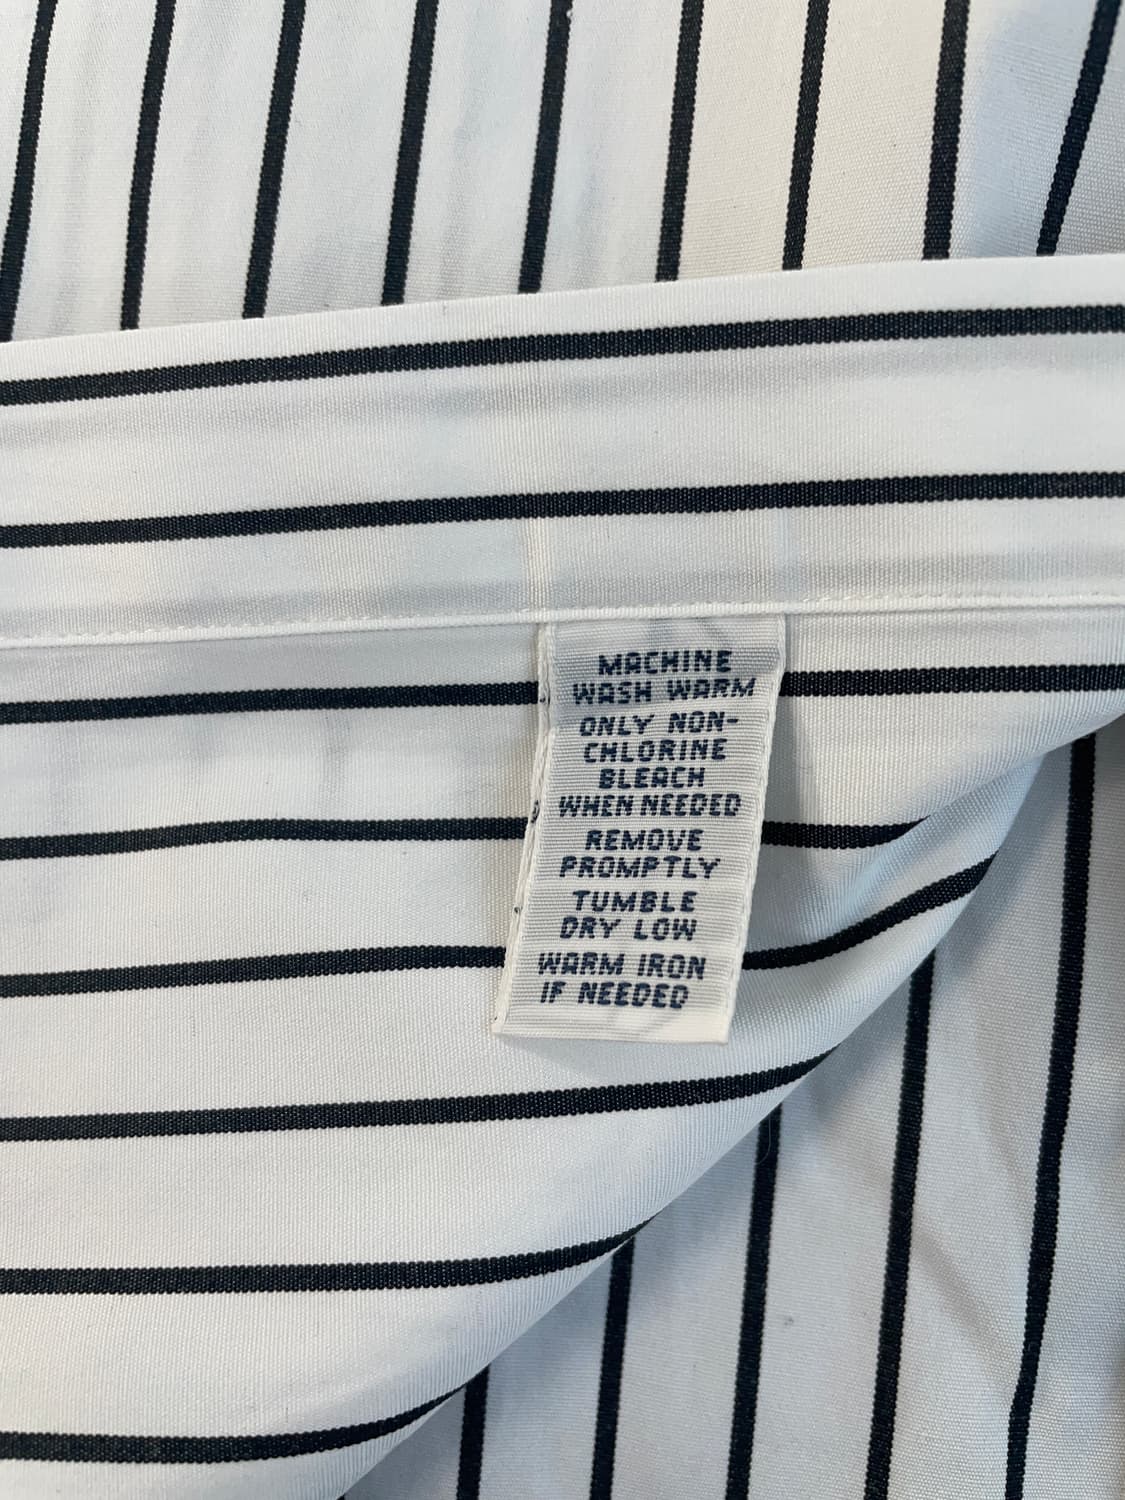 MACHINE
WASH WARM
ONLY NON-
CHLORINE
BLEACH
WHEN NEEDED
REMOVE
PROMPTLY
TUMBLE
DRY LOW
WARM IRON
IF NEEDED